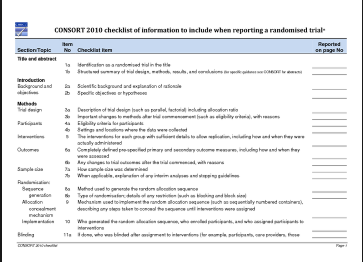 CONSORT 2010 checklist of information to include when reporting a randomised trial*
Section/Topic Item No Checklist item Reported on page No
Title and abstract
1a Identification as a randomised trial in the title
1b Structured summary of trial design, methods, results, and conclusions (for specific guidance see CONSORT for abstracts)
Introduction
Background and objectives 2a Scientific background and explanation of rationale
2b Specific objectives or hypotheses
Methods
Trial design 3a Description of trial design (such as parallel, factorial) including allocation ratio
3b Important changes to methods after trial commencement (such as eligibility criteria), with reasons
Participants 4a Eligibility criteria for participants
4b Settings and locations where the data were collected
Interventions 5 The interventions for each group with sufficient details to allow replication, including how and when they were
actually administered
Outcomes 6a Completely defined pre-specified primary and secondary outcome measures, including how and when they
were assessed
6b Any changes to trial outcomes after the trial commenced, with reasons
Sample size 7a How sample size was determined
7b When applicable, explanation of any interim analyses and stopping guidelines
Randomisation:
Sequence generation 8a Method used to generate the random allocation sequence
8b Type of randomisation; details of any restriction (such as blocking and block size)
Allocation concealment mechanism 9 Mechanism used to implement the random allocation sequence (such as sequentially numbered containers),
describing any steps taken to conceal the sequence until interventions were assigned
Implementation 10 Who generated the random allocation sequence, who enrolled participants, and who assigned participants to
interventions
Blinding 11a If done, who was blinded after assignment to interventions (for example, participants, care providers, those
CONSORT 2010 checklist Page 1